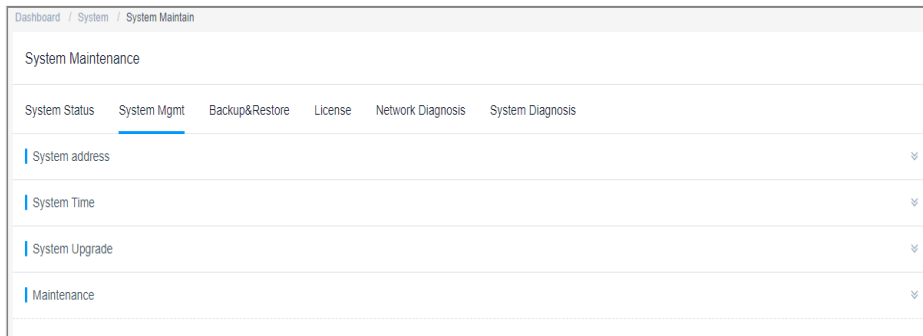 Dashboard / System / System Maintain
System Maintenance
System Status System Mgmt Backup&Restore License Network Diagnosis System Diagnosis
System address
System Time
System Upgrade
Maintenance